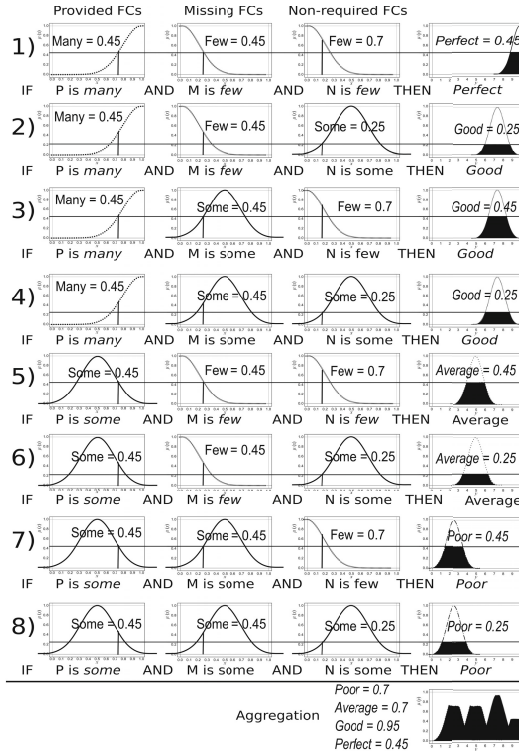 Provided FCs Missing FCs Non-required FCs
1) Many = 0.45 Few = 0.45 Few = 0.7 Perfect = 0.45
IF P is many AND M is few AND N is few THEN Perfect
2) Many = 0.45 Few = 0.45 Some = 0.25 Good = 0.25
IF P is many AND M is few AND N is some THEN Good
3) Many = 0.45 Some = 0.45 Few = 0.7 Good = 0.45
IF P is many AND M is some AND N is few THEN Good
4) Many = 0.45 Some = 0.45 Some = 0.25 Good = 0.25
IF P is many AND M is some AND N is some THEN Good
5) Some = 0.45 Few = 0.45 Few = 0.7 Average = 0.45
IF P is some AND M is few AND N is few THEN Average
6) Some = 0.45 Few = 0.45 Some = 0.25 Average = 0.25
IF P is some AND M is few AND N is some THEN Average
7) Some = 0.45 Some = 0.45 Few = 0.7 Poor = 0.45
IF P is some AND M is some AND N is few THEN Poor
8) Some = 0.45 Some = 0.45 Some = 0.25 Poor = 0.25
IF P is some AND M is some AND N is some THEN Poor
Aggregation
Poor = 0.7
Average = 0.7
Good = 0.95
Perfect = 0.45